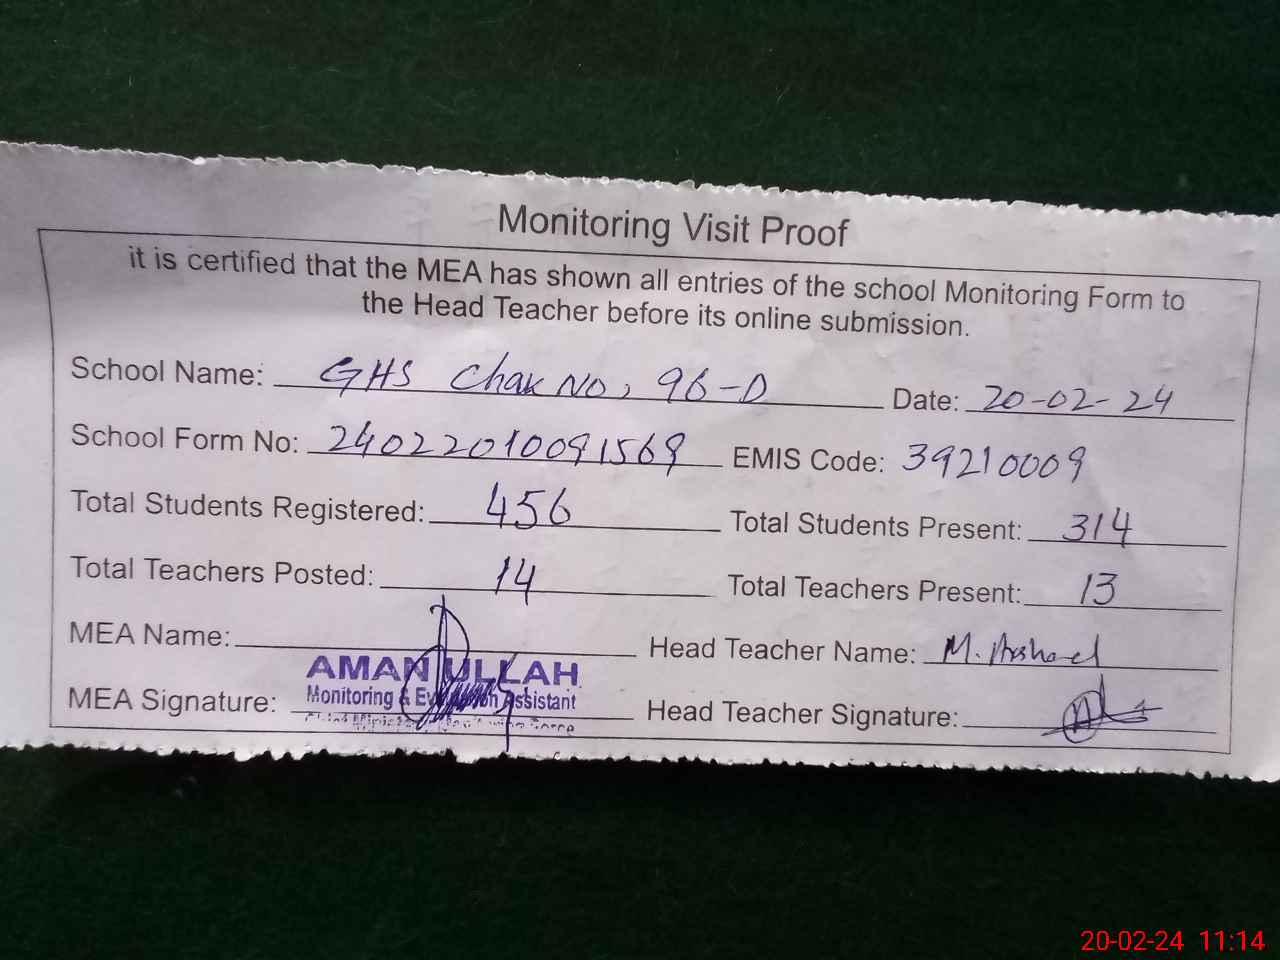 Monitoring Visit Proof
it is certified that the MEA has shown all entries of the school Monitoring Form to
the Head Teacher before its online submission.
School Name: GHS Chak No, 96-D Date: 20-02-24
School Form No: 24022010091569 EMIS Code: 39210009
Total Students Registered: 456 Total Students Present: 314
Total Teachers Posted: 14 Total Teachers Present: 13
MEA Name: Head Teacher Name: M. Arshad
AMAN ULLAH
Monitoring & Evaluation Assistant
MEA Signature: Head Teacher Signature:
20-02-24 11:14